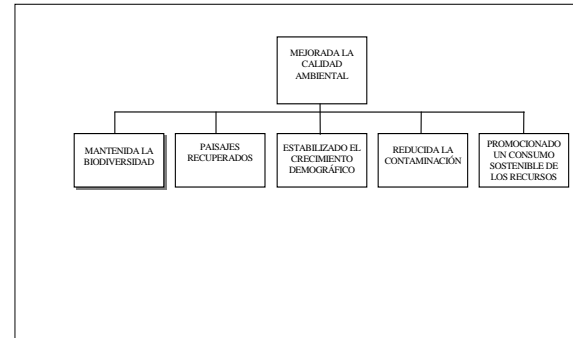 MEJORADA LA
CALIDAD
AMBIENTAL
MANTENIDA LA
BIODIVERSIDAD
PAISAJES
RECUPERADOS
ESTABILIZADO EL
CRECIMIENTO
DEMOGRÁFICO
REDUCIDA LA
CONTAMINACIÓN
PROMOCIONADO
UN CONSUMO
SOSTENIBLE DE
LOS RECURSOS